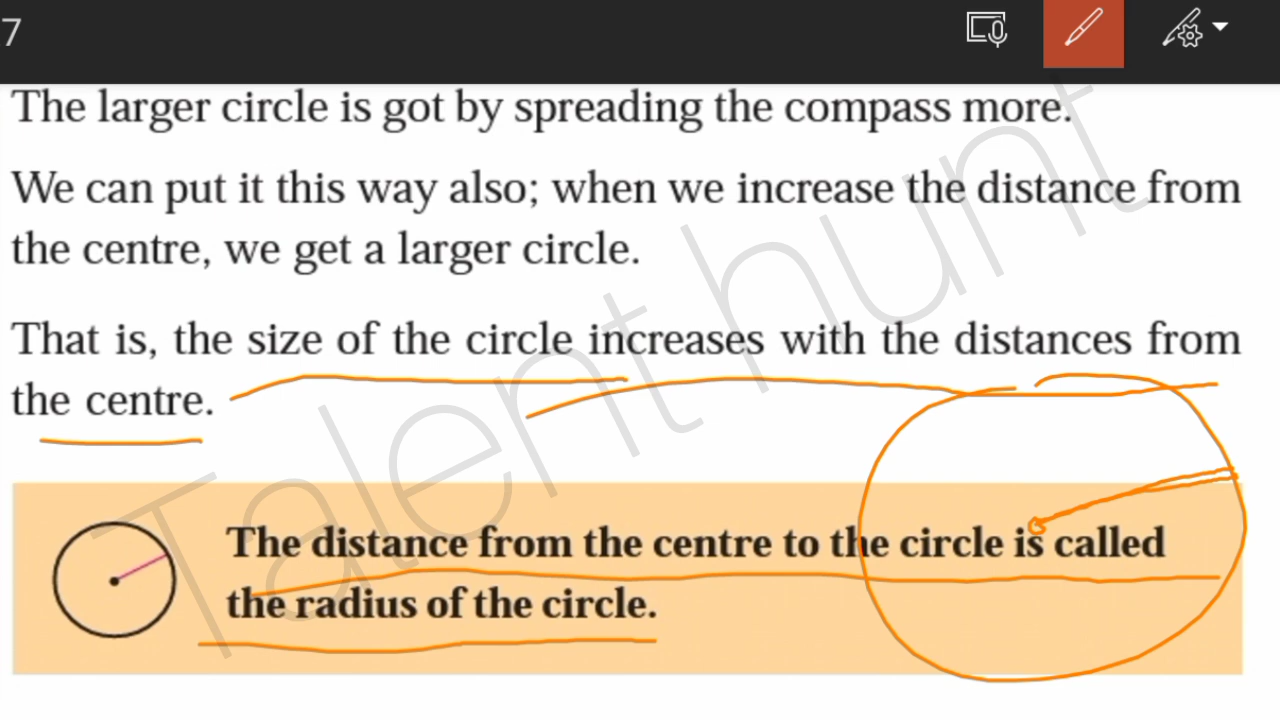 7
The larger circle is got by spreading the compass more.
We can put it this way also; when we increase the distance from
the centre, we get a larger circle.
That is, the size of the circle increases with the distances from
the centre.
The distance from the centre to the circle is called
the radius of the circle.
Talent hunt